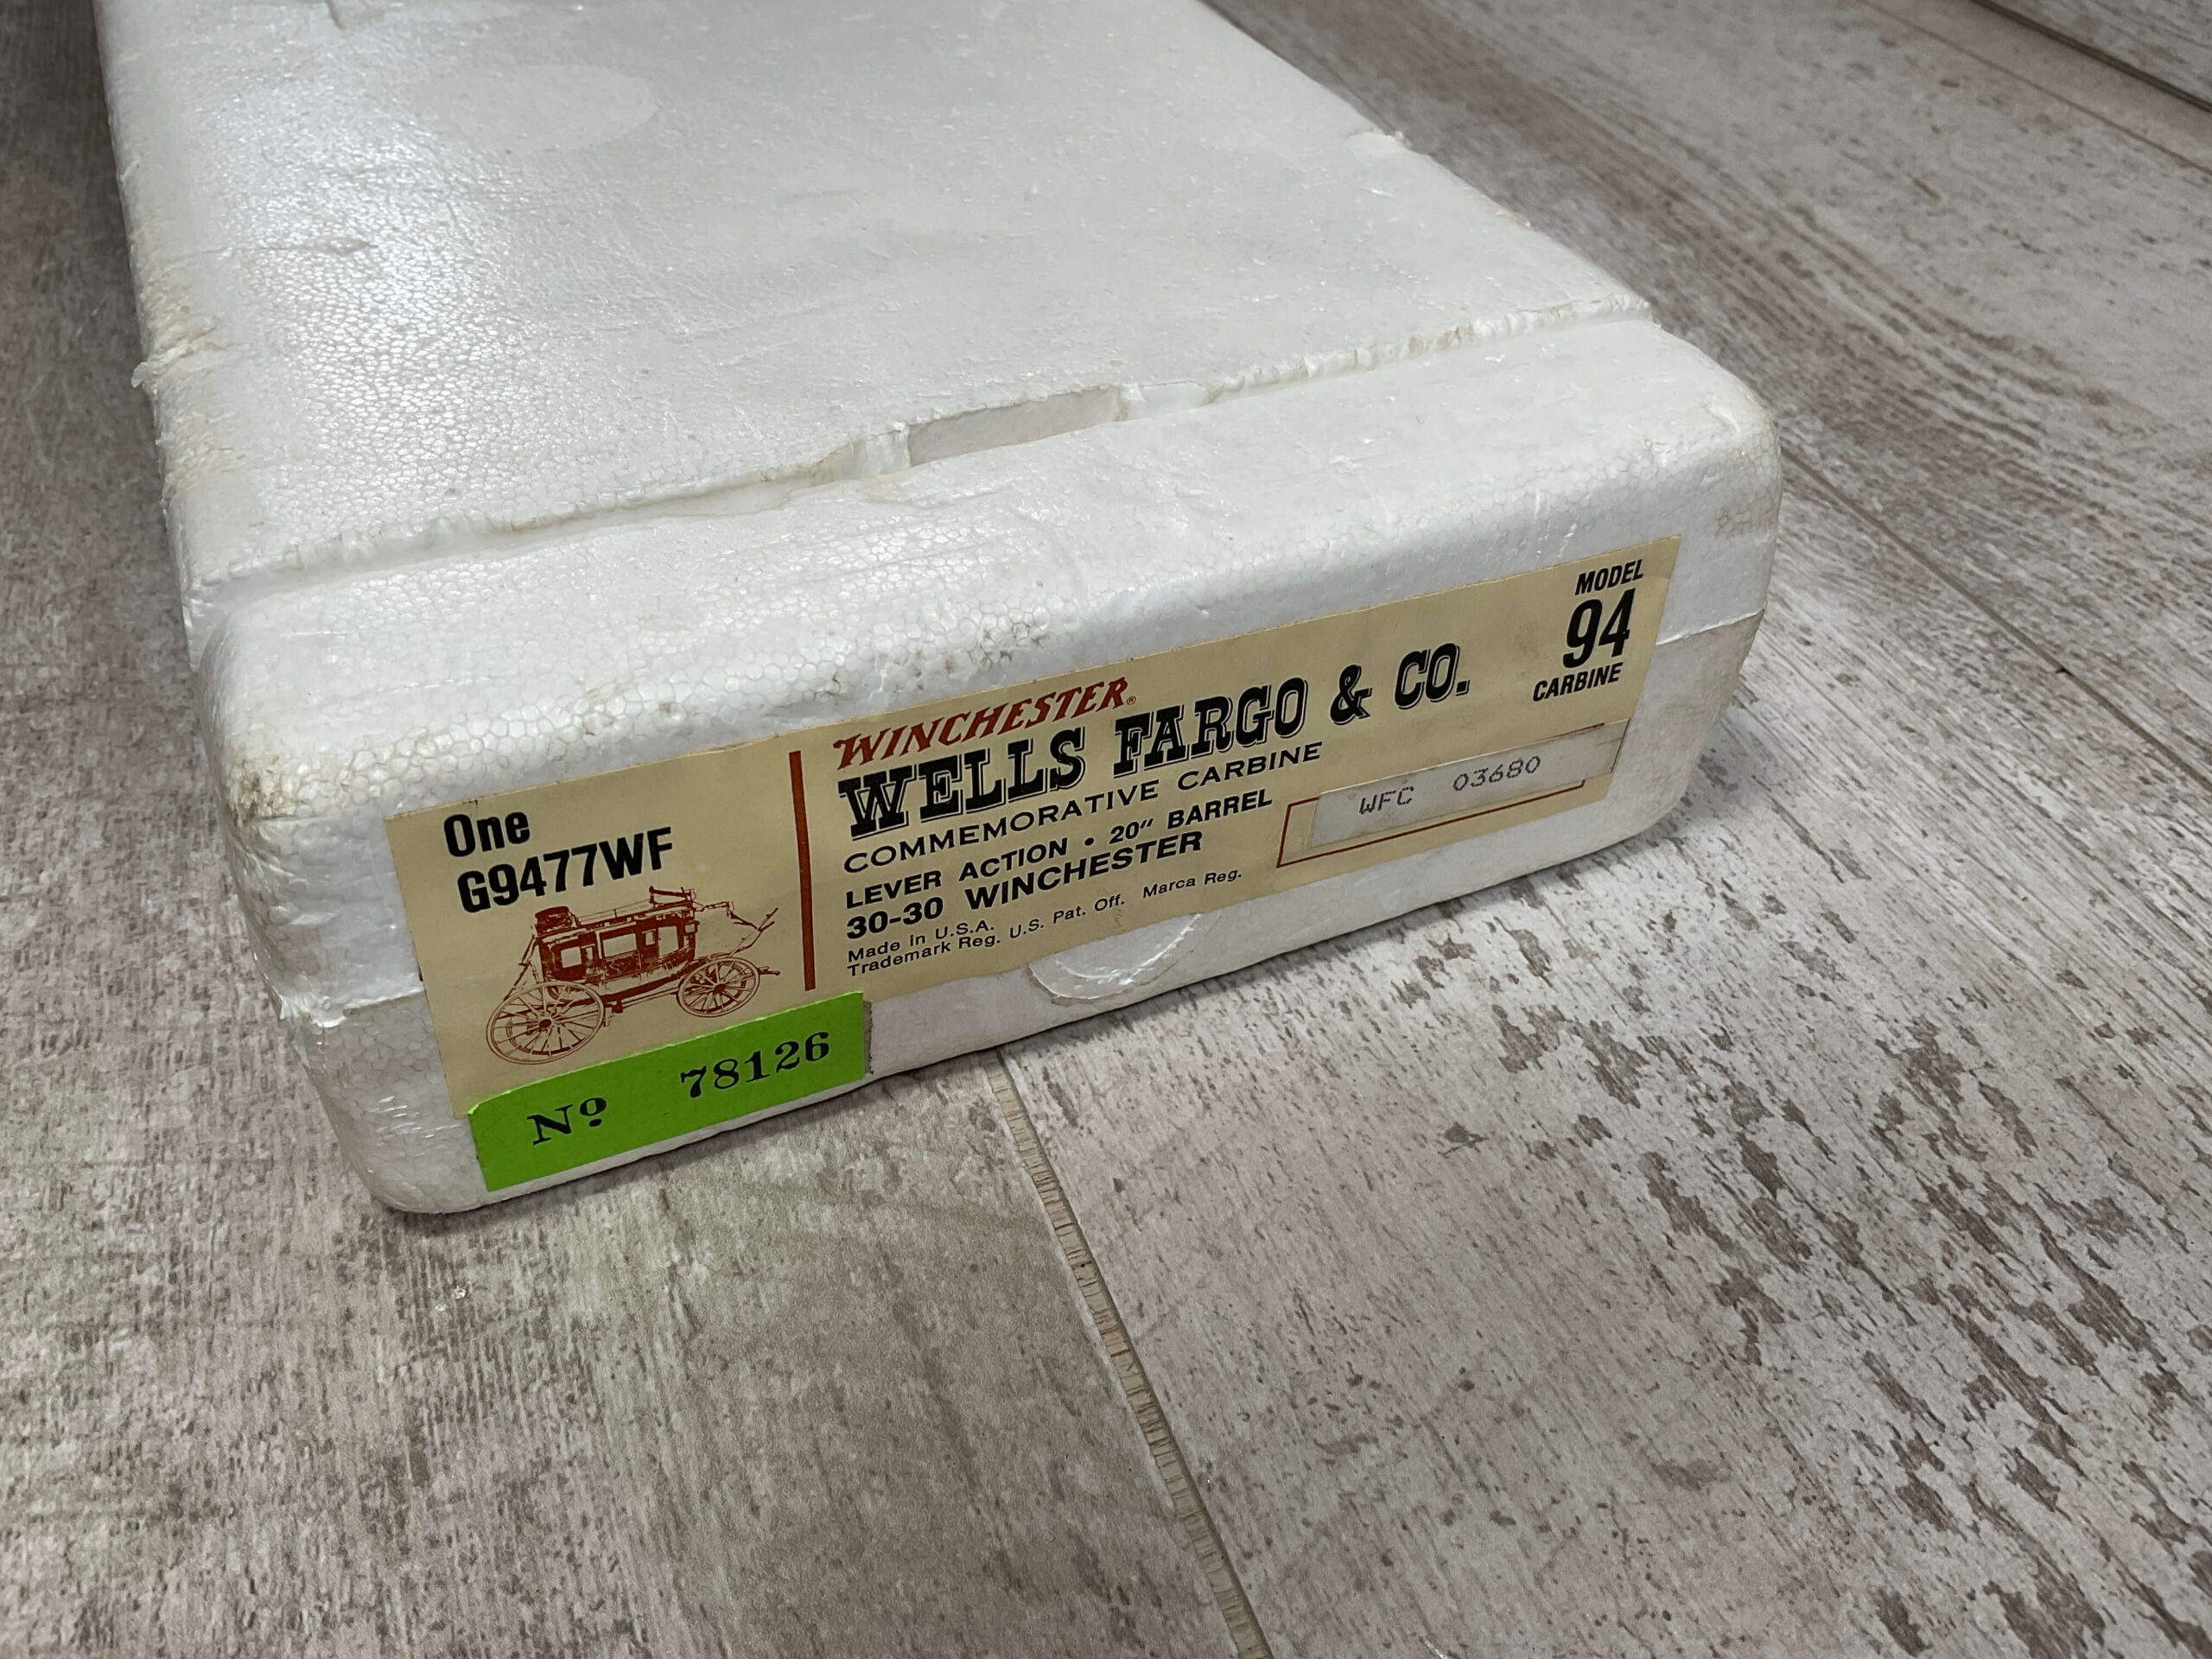 One
G9477WF
WINCHESTER®
WELLS FARGO & CO.
COMMEMORATIVE CARBINE
LEVER ACTION • 20" BARREL
30-30 WINCHESTER
Made in U.S.A.
Trademark Reg. U.S. Pat. Off. Marca Reg.
MODEL
94
CARBINE
WFC 03680
Nº 78126